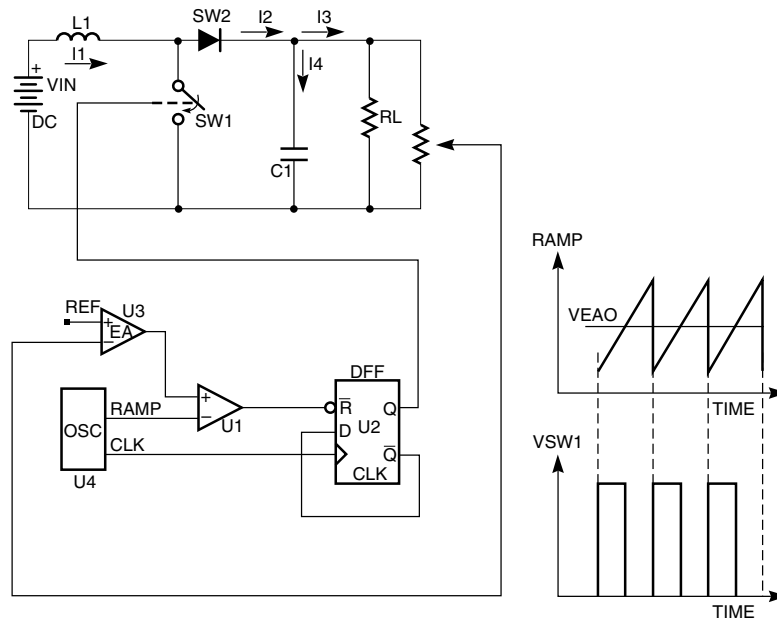 L1
SW2
I2
I3
I1
I4
VIN
DC
SW1
RL
C1
REF
U3
EA
+
−
OSC
RAMP
CLK
U4
+
−
U1
DFF
R̅
Q
D
U2
Q̅
CLK
RAMP
VEAO
TIME
VSW1
TIME